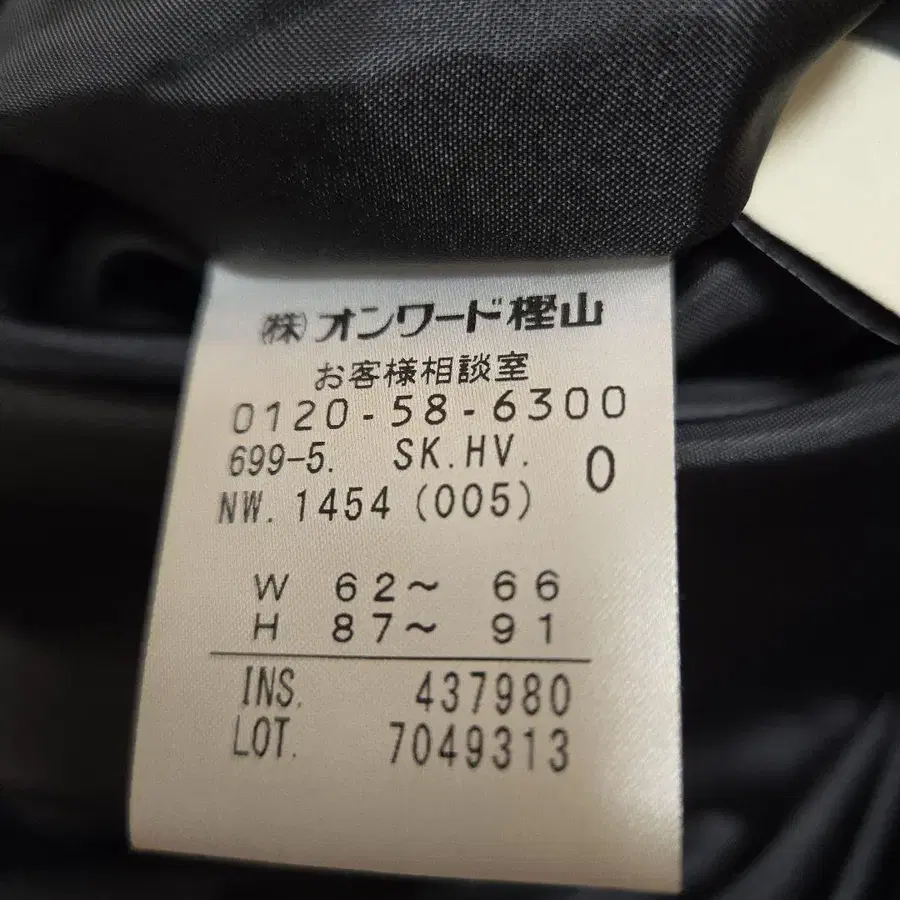 ㈱オンワード樫山
お客様相談室
0120-58-6300
699-5. SK.HV. 0
NW. 1454 (005)
W 62～ 66
H 87～ 91
INS. 437980
LOT. 7049313